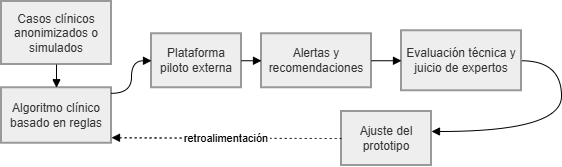 Casos clínicos
anonimizados o
simulados
Algoritmo clínico
basado en reglas
Plataforma
piloto externa
Alertas y
recomendaciones
Evaluación técnica y
juicio de expertos
Ajuste del
prototipo
retroalimentación